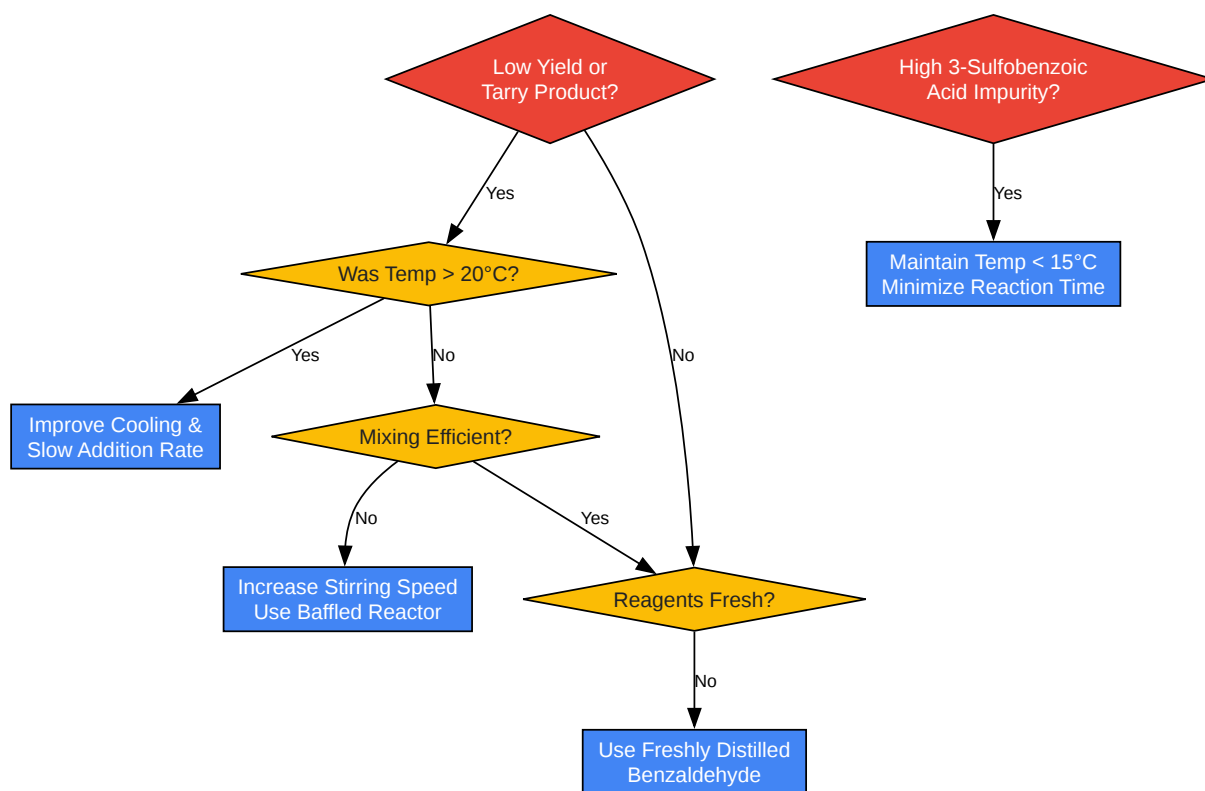 Low Yield or
Tarry Product?
High 3-Sulfobenzoic
Acid Impurity?
Yes
Yes
Was Temp > 20°C?
Maintain Temp < 15°C
Minimize Reaction Time
Yes
No
No
Improve Cooling &
Slow Addition Rate
Mixing Efficient?
No
Yes
Increase Stirring Speed
Use Baffled Reactor
Reagents Fresh?
No
Use Freshly Distilled
Benzaldehyde